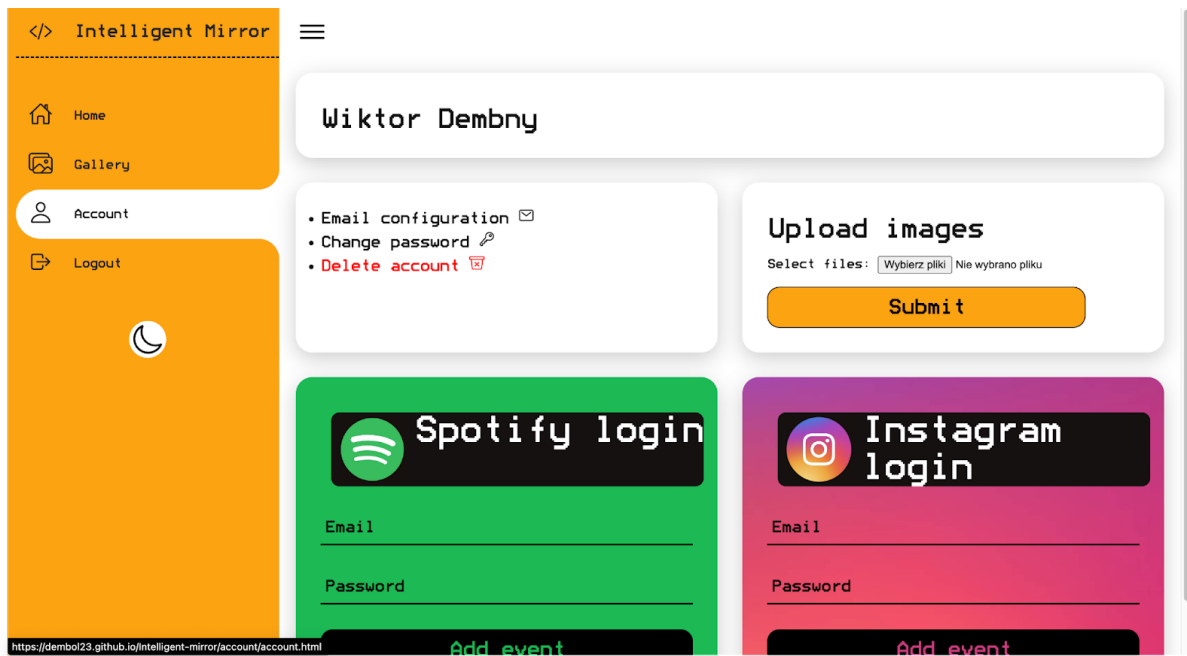 </> Intelligent Mirror
Home
Gallery
Account
Logout
Wiktor Dembny
• Email configuration
• Change password
• Delete account
Upload images
Select files: Wybierz pliki Nie wybrano pliku
Submit
Spotify login
Email
Password
Add event
Instagram
login
Email
Password
Add event
https://dembol23.github.io/Intelligent-mirror/account/account.html